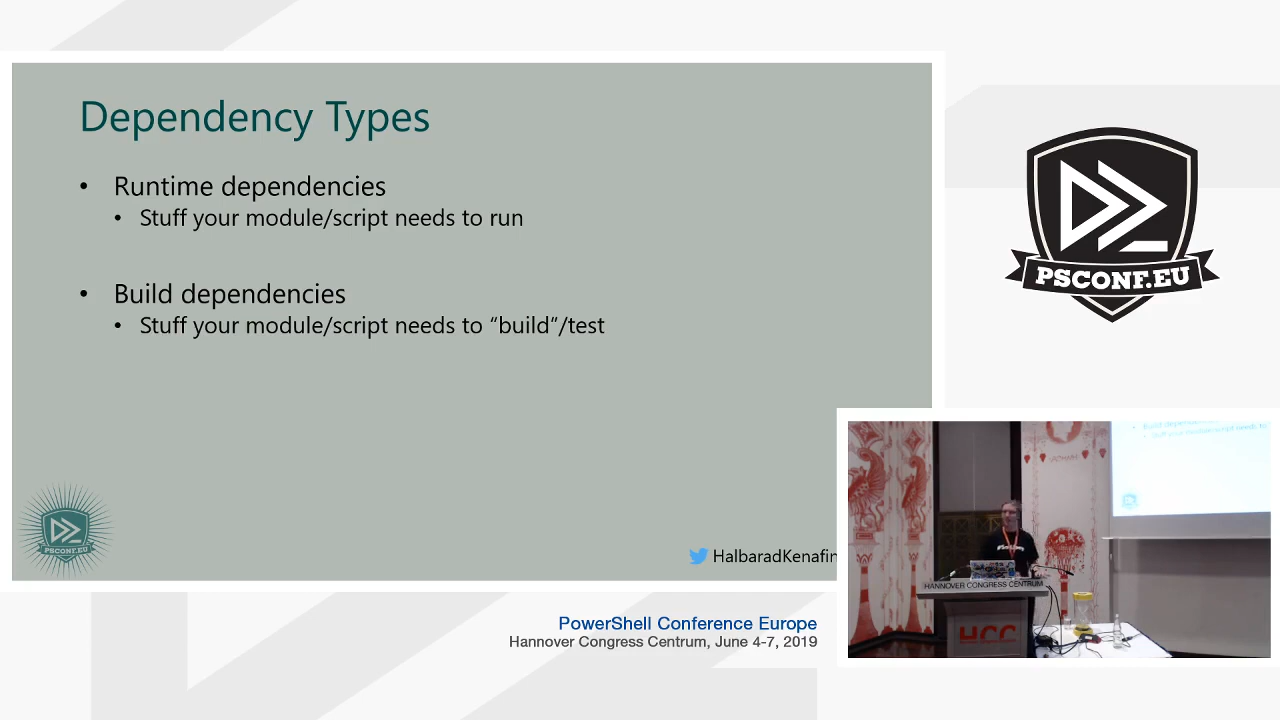 Dependency Types
• Runtime dependencies
• Stuff your module/script needs to run
• Build dependencies
• Stuff your module/script needs to “build”/test
PSCONF.EU
HalbaradKenafin
PSCONF.EU
HANNOVER CONGRESS CENTRUM
HCC
PowerShell Conference Europe
Hannover Congress Centrum, June 4-7, 2019